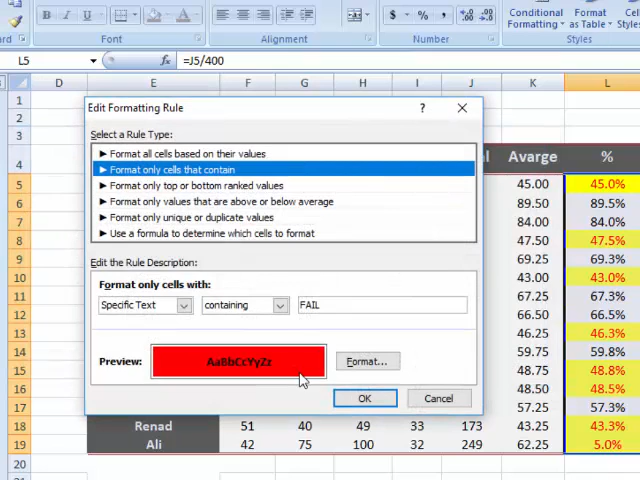 B I U
$ % , .00 .00
Conditional Formatting
Format as Table
Font
Alignment
Number
Styles
L5 =J5/400
D E F G H I J K L
1
2
3
4 Avarge %
5 45.00 45.0%
6 89.50 89.5%
7 84.00 84.0%
8 47.50 47.5%
9 69.25 69.3%
10 43.00 43.0%
11 67.25 67.3%
12 66.50 66.5%
13 46.25 46.3%
14 59.75 59.8%
15 48.75 48.8%
16 48.50 48.5%
17 57.25 57.3%
18 Renad 51 40 49 33 173 43.25 43.3%
19 Ali 42 75 100 32 249 62.25 5.0%
20
Edit Formatting Rule ?
Select a Rule Type:
► Format all cells based on their values
► Format only cells that contain
► Format only top or bottom ranked values
► Format only values that are above or below average
► Format only unique or duplicate values
► Use a formula to determine which cells to format
Edit the Rule Description:
Format only cells with:
Specific Text containing FAIL
Preview: AaBbCcYyZz Format...
OK Cancel